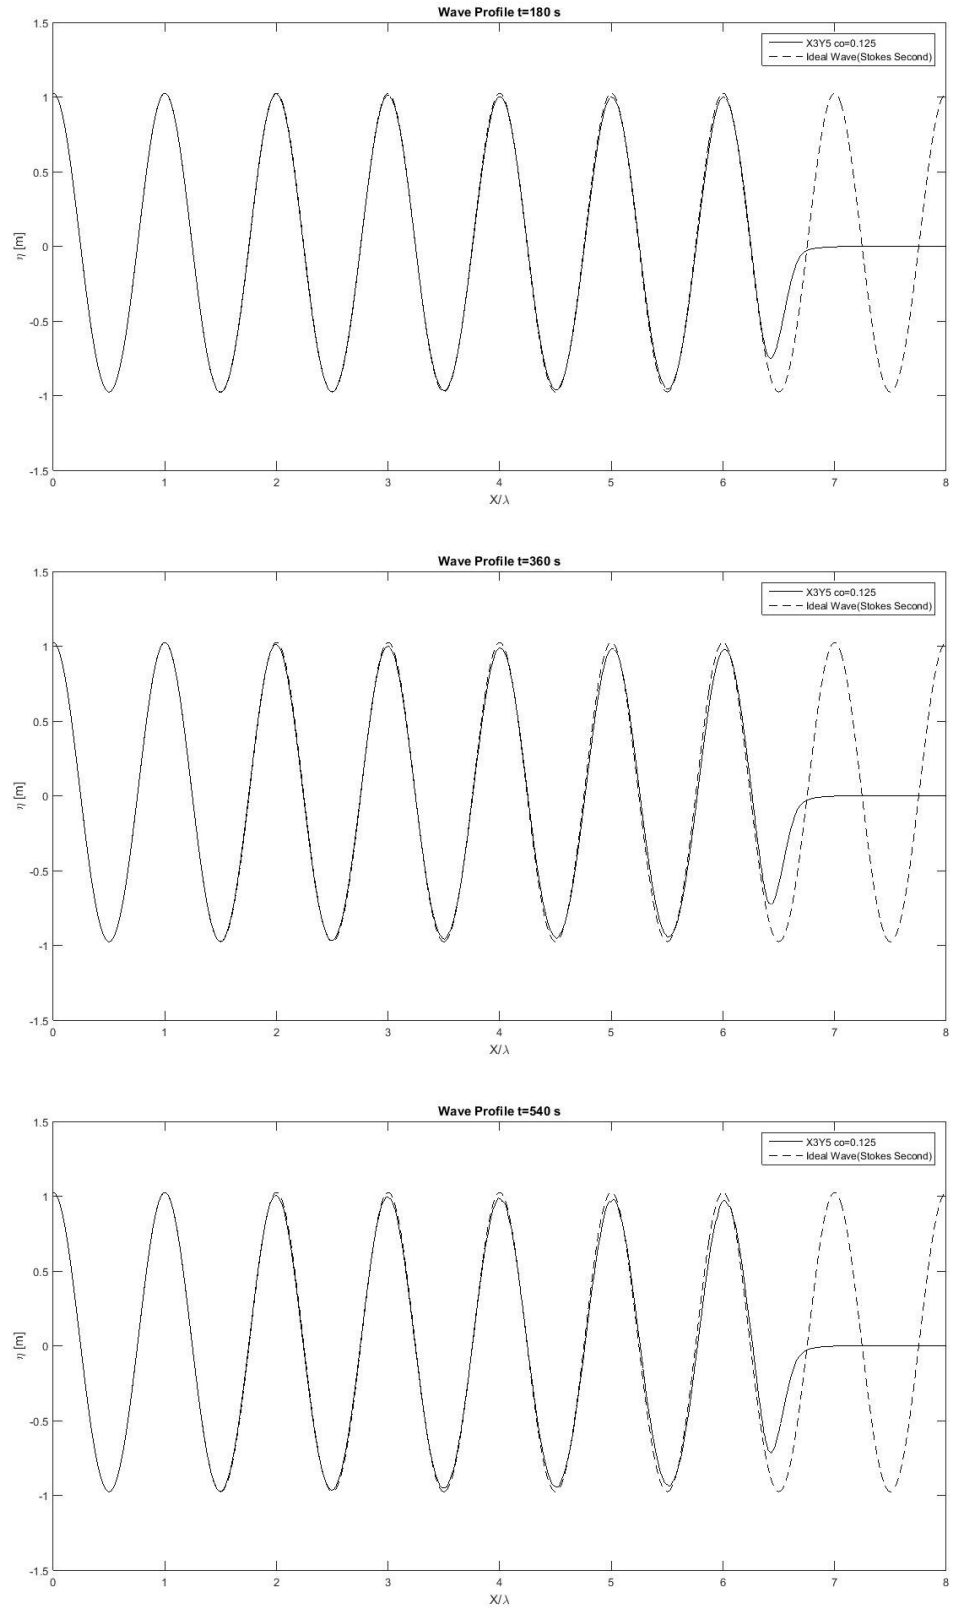 Wave Profile t=180 s
1.5
X3Y5 co=0.125
Ideal Wave(Stokes Second)
1
0.5
η [m]
0
-0.5
-1
-1.5
0 1 2 3 4 5 6 7 8
X/λ
Wave Profile t=360 s
1.5
X3Y5 co=0.125
Ideal Wave(Stokes Second)
1
0.5
η [m]
0
-0.5
-1
-1.5
0 1 2 3 4 5 6 7 8
X/λ
Wave Profile t=540 s
1.5
X3Y5 co=0.125
Ideal Wave(Stokes Second)
1
0.5
η [m]
0
-0.5
-1
-1.5
0 1 2 3 4 5 6 7 8
X/λ